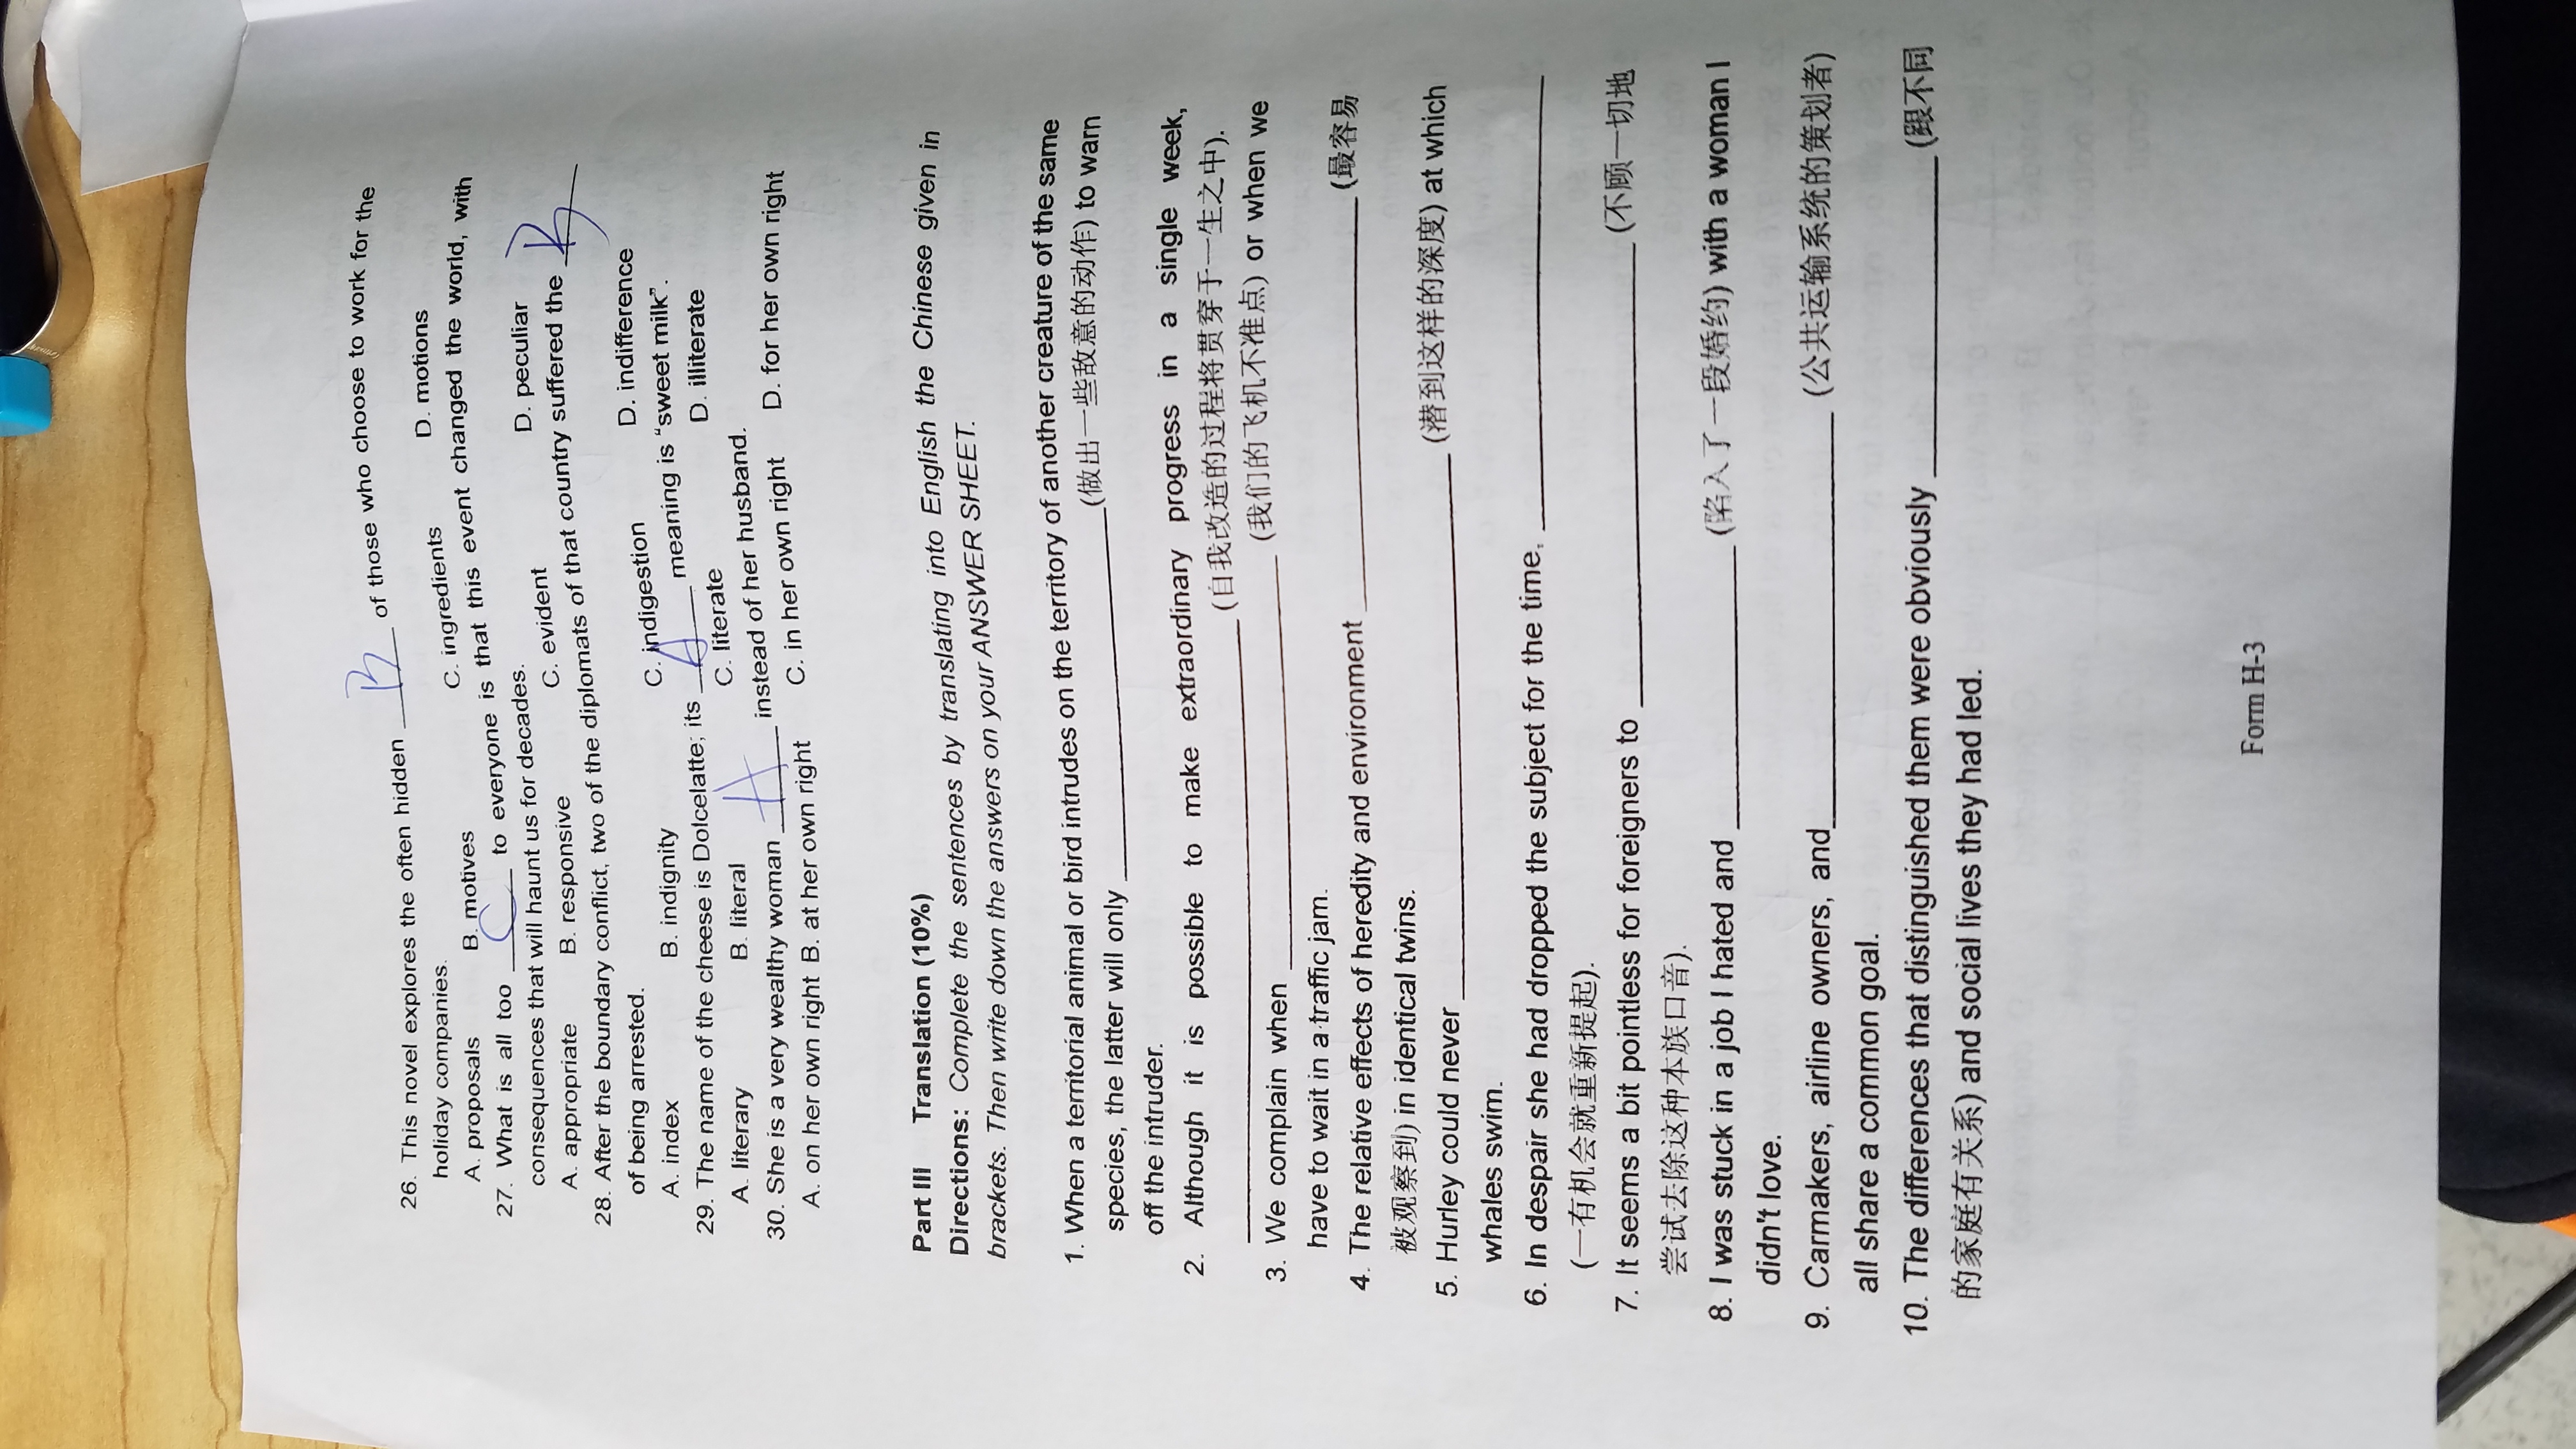 26. This novel explores the often hidden B of those who choose to work for the
holiday companies.
A. proposals B. motives C. ingredients D. motions
27. What is all too C to everyone is that this event changed the world, with
consequences that will haunt us for decades.
A. appropriate B. responsive C. evident D. peculiar
28. After the boundary conflict, two of the diplomats of that country suffered the B
of being arrested.
A. index B. indignity C. indigestion D. indifference
29. The name of the cheese is Dolcelatte; its A meaning is “sweet milk”.
A. literary B. literal C. literate D. illiterate
30. She is a very wealthy woman A instead of her husband.
A. on her own right B. at her own right C. in her own right D. for her own right
Part III Translation (10%)
Directions: Complete the sentences by translating into English the Chinese given in
brackets. Then write down the answers on your ANSWER SHEET.
1. When a territorial animal or bird intrudes on the territory of another creature of the same
species, the latter will only ____ (做出一些敌意的动作) to warn
off the intruder.
2. Although it is possible to make extraordinary progress in a single week,
____ (自我改造的过程将贯穿于一生之中).
3. We complain when ____ (我们的飞机不准点) or when we
have to wait in a traffic jam.
4. The relative effects of heredity and environment ____ (最容易
被观察到) in identical twins.
5. Hurley could never ____ (潜到这样的深度) at which
whales swim.
6. In despair she had dropped the subject for the time, ____
(一有机会就重新提起).
7. It seems a bit pointless for foreigners to ____ (不顾一切地
尝试去除这种本族口音).
8. I was stuck in a job I hated and ____ (陷入了一段婚约) with a woman I
didn't love.
9. Carmakers, airline owners, and ____ (公共运输系统的策划者)
all share a common goal.
10. The differences that distinguished them were obviously ____ (跟不同
的家庭有关系) and social lives they had led.
Form H-3